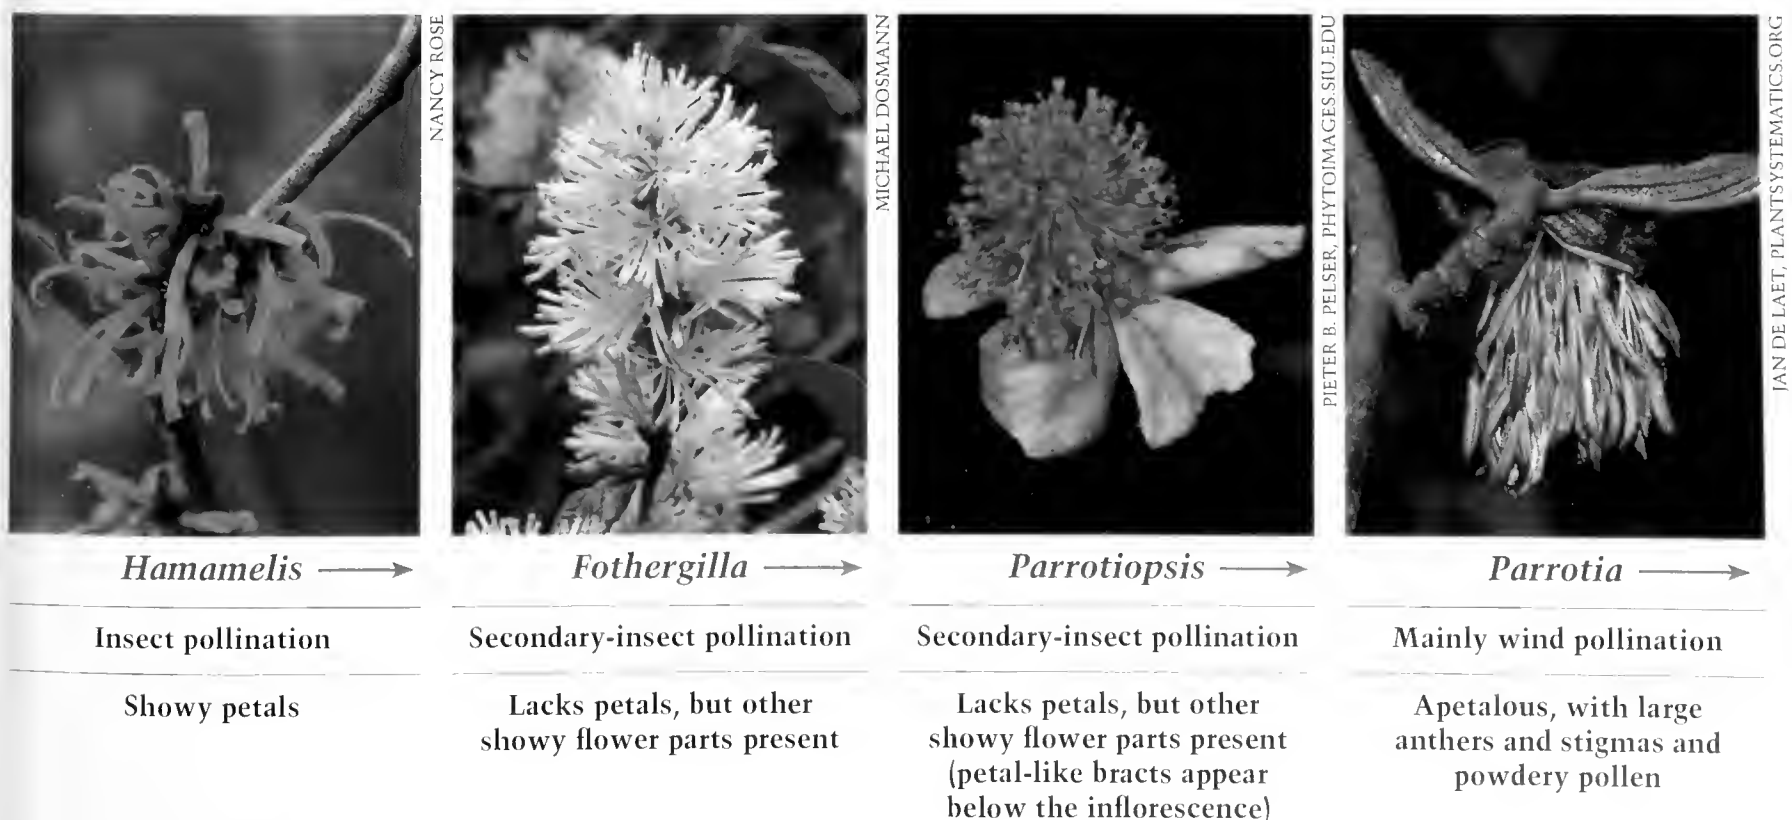 NANCY ROSE
MICHAEL DOSMANN
PIETER B. PELSER, PHYTOIMAGES.SIU.EDU
JAN DE LAET, PLANTSYSTEMATICS.ORG
Hamamelis
Insect pollination
Showy petals
Fothergilla
Secondary-insect pollination
Lacks petals, but other
showy flower parts present
Parrotiopsis
Secondary-insect pollination
Lacks petals, but other
showy flower parts present
(petal-like bracts appear
below the inflorescence)
Parrotia
Mainly wind pollination
Apetalous, with large
anthers and stigmas and
powdery pollen